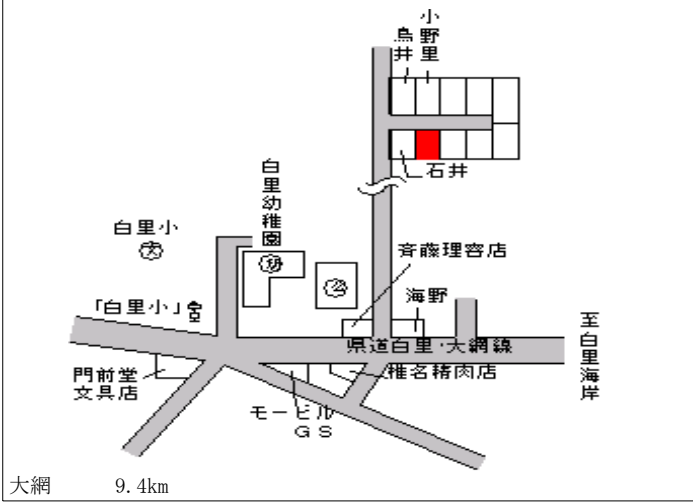 小野里
鳥井
石井
白里幼稚園
白里小
文
幼
斉藤理容店
「白里小」
海野
県道白里・大網線
至白里海岸
門前堂
文具店
椎名精肉店
モービル
GS
大網 9.4km